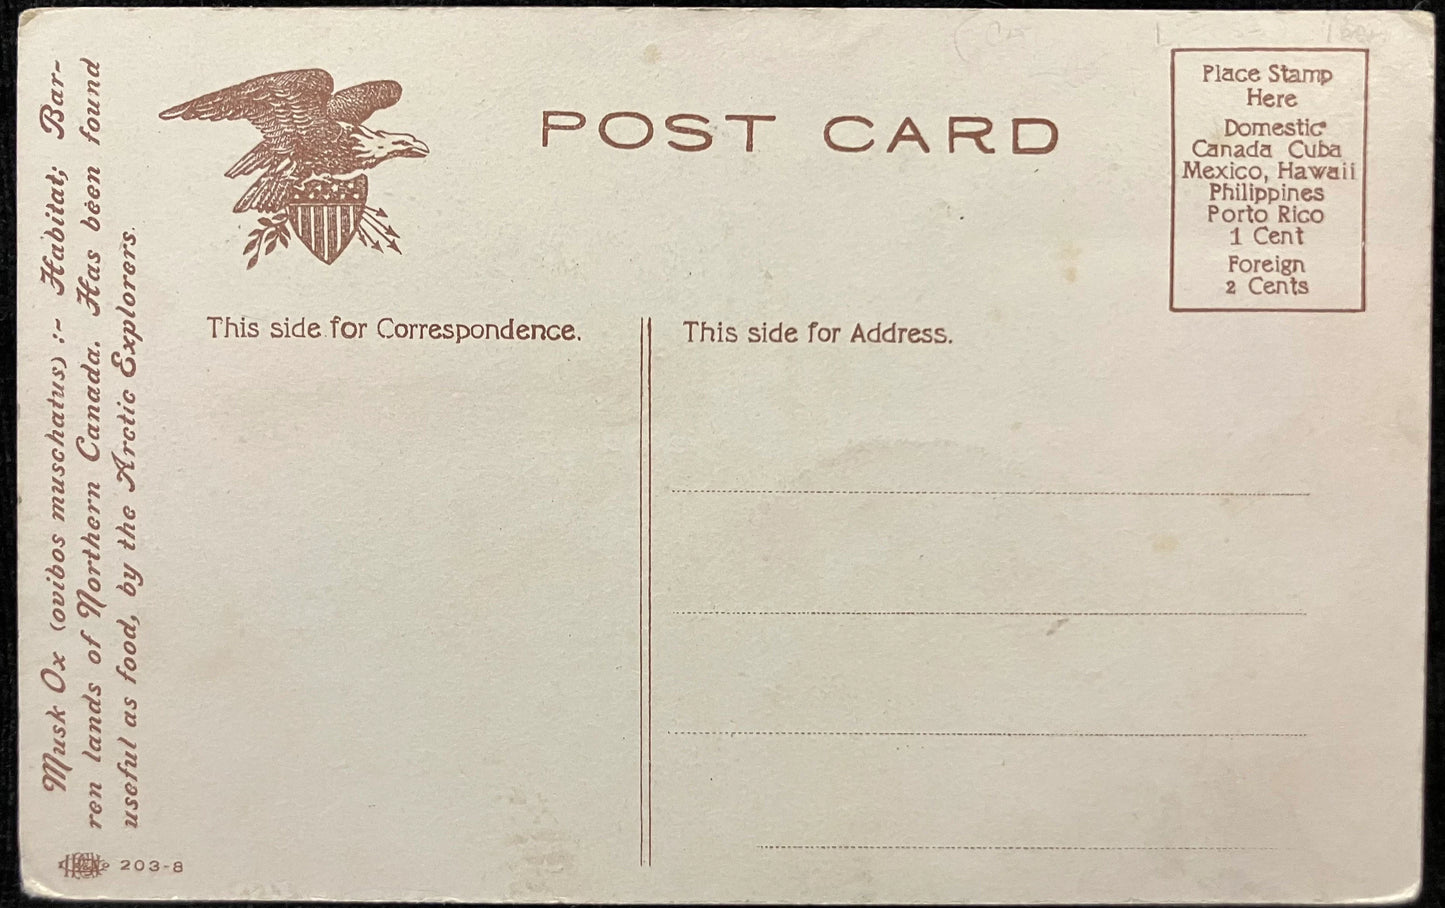 Musk Ox (ovibos muschatus) :- Habitat; Bar-
ren lands of Northern Canada. Has been found
useful as food, by the Arctic Explorers.
POST CARD
Place Stamp
Here
Domestic
Canada Cuba
Mexico, Hawaii
Philippines
Porto Rico
1 Cent
Foreign
2 Cents
This side for Correspondence.
This side for Address.
203-8